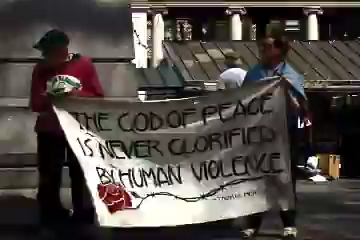 THE GOD OF PEACE
IS NEVER GLORIFIED
BY HUMAN VIOLENCE